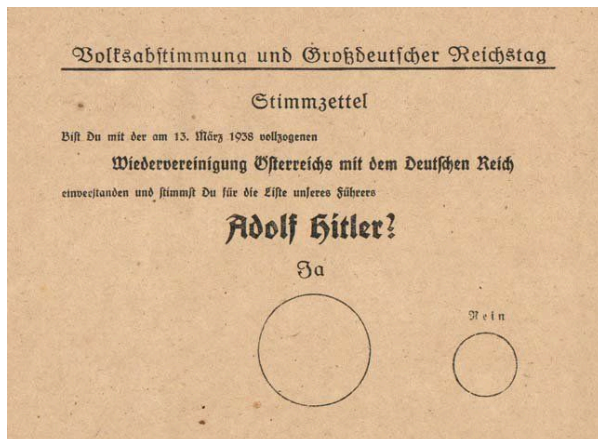 Volksabstimmung und Großdeutscher Reichstag
Stimmzettel
Bist Du mit der am 13. März 1938 vollzogenen
Wiedervereinigung Österreichs mit dem Deutschen Reich
einverstanden und stimmst Du für die Liste unseres Führers
Adolf Hitler?
Ja
Nein